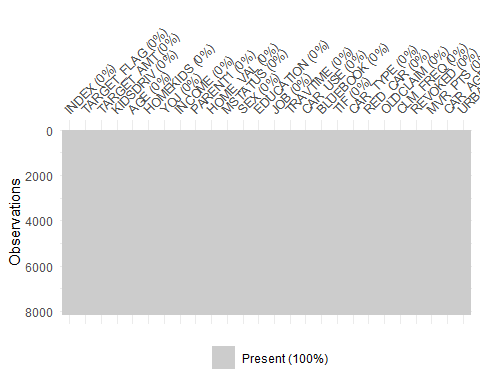 INDEX (0%)
TARGET_FLAG (0%)
TARGET_AMT (0%)
KIDSDRIV (0%)
AGE (0%)
HOMEKIDS (0%)
YOJ (0%)
INCOME (0%)
PARENT1 (0%)
HOME_VAL (0%)
MSTATUS (0%)
SEX (0%)
EDUCATION (0%)
JOB (0%)
TRAVTIME (0%)
CAR_USE (0%)
BLUEBOOK (0%)
TIF (0%)
CAR_TYPE (0%)
RED_CAR (0%)
OLDCLAIM (0%)
CLM_FREQ (0%)
REVOKED (0%)
MVR_PTS (0%)
CAR_AG
URBA
0
2000
4000
6000
8000
Observations
Present (100%)